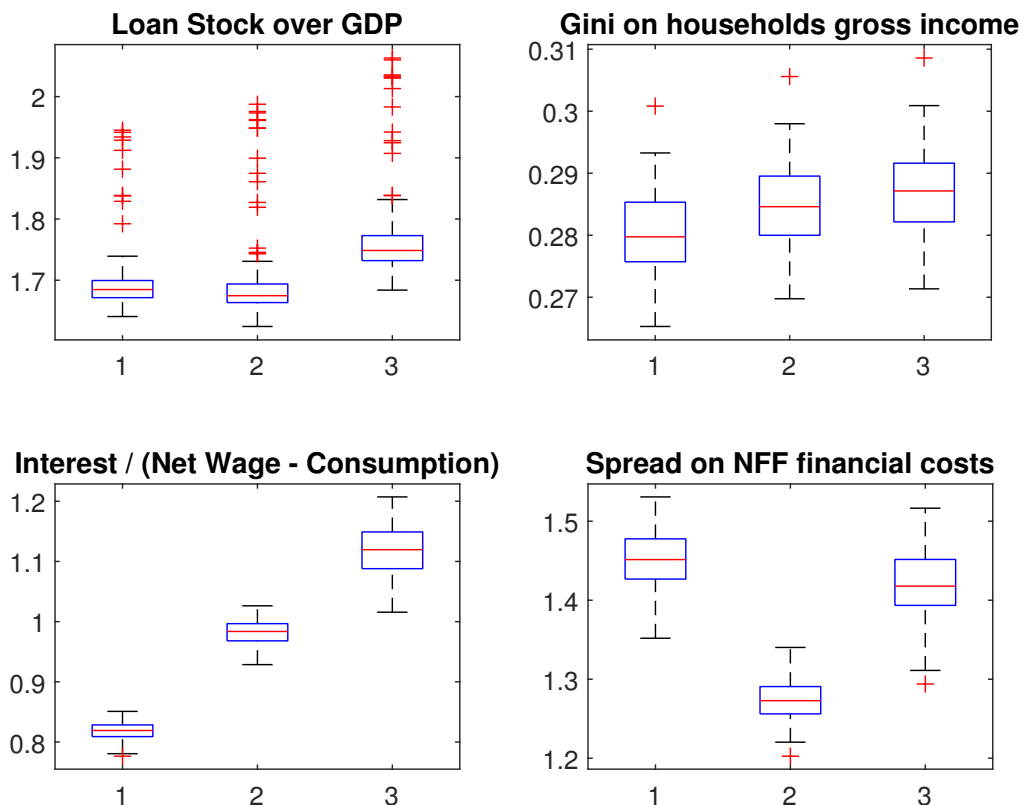 Loan Stock over GDP
2
1.9
1.8
1.7
1 2 3
Gini on households gross income
0.31
0.3
0.29
0.28
0.27
1 2 3
Interest / (Net Wage - Consumption)
1.2
1.1
1
0.9
0.8
1 2 3
Spread on NFF financial costs
1.5
1.4
1.3
1.2
1 2 3